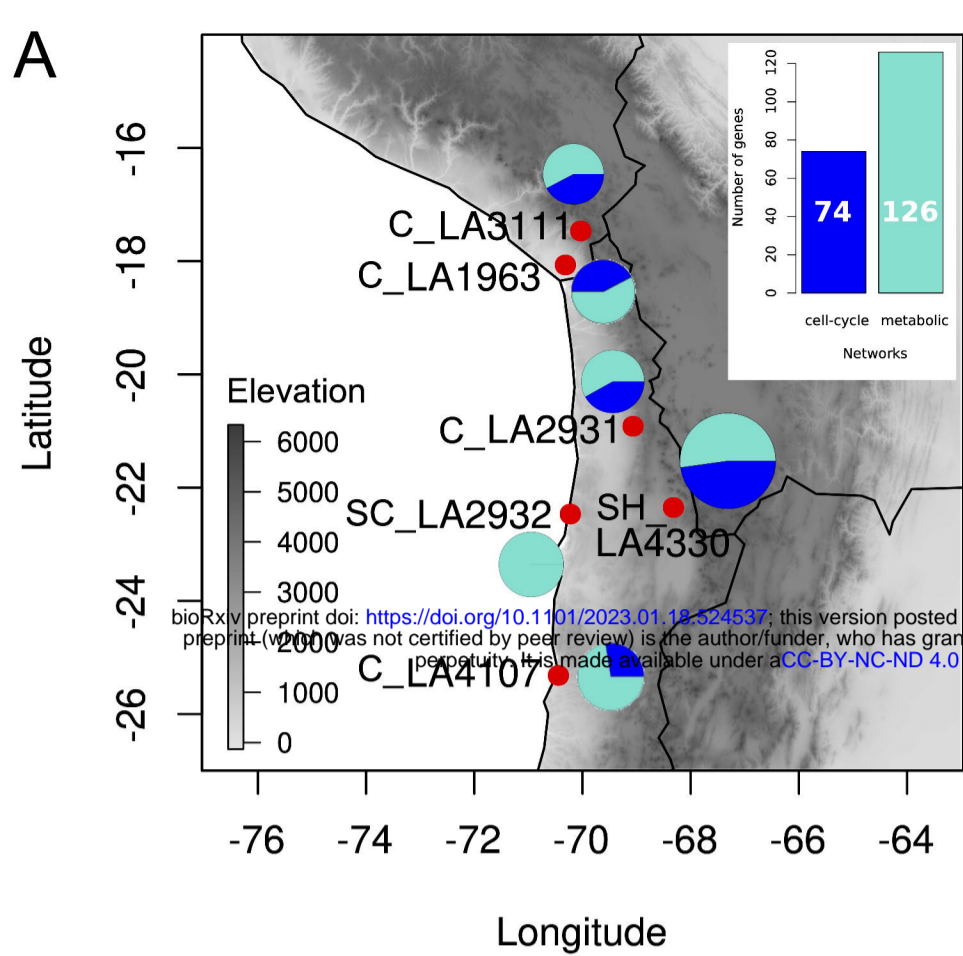 A
Latitude
-16
-18
-20
-22
-24
-26
C_LA3111
C_LA1963
C_LA2931
SC_LA2932
SH_
LA4330
C_LA4107
Elevation
6000
5000
4000
3000
2000
1000
0
Number of genes
120
100
80
60
40
20
0
74
126
cell-cycle metabolic
Networks
bioRxiv preprint doi: https://doi.org/10.1101/2023.01.18.524537; this version posted
preprint (which was not certified by peer review) is the author/funder, who has gran
perpetuity. It is made available under aCC-BY-NC-ND 4.0
-76 -74 -72 -70 -68 -66 -64
Longitude